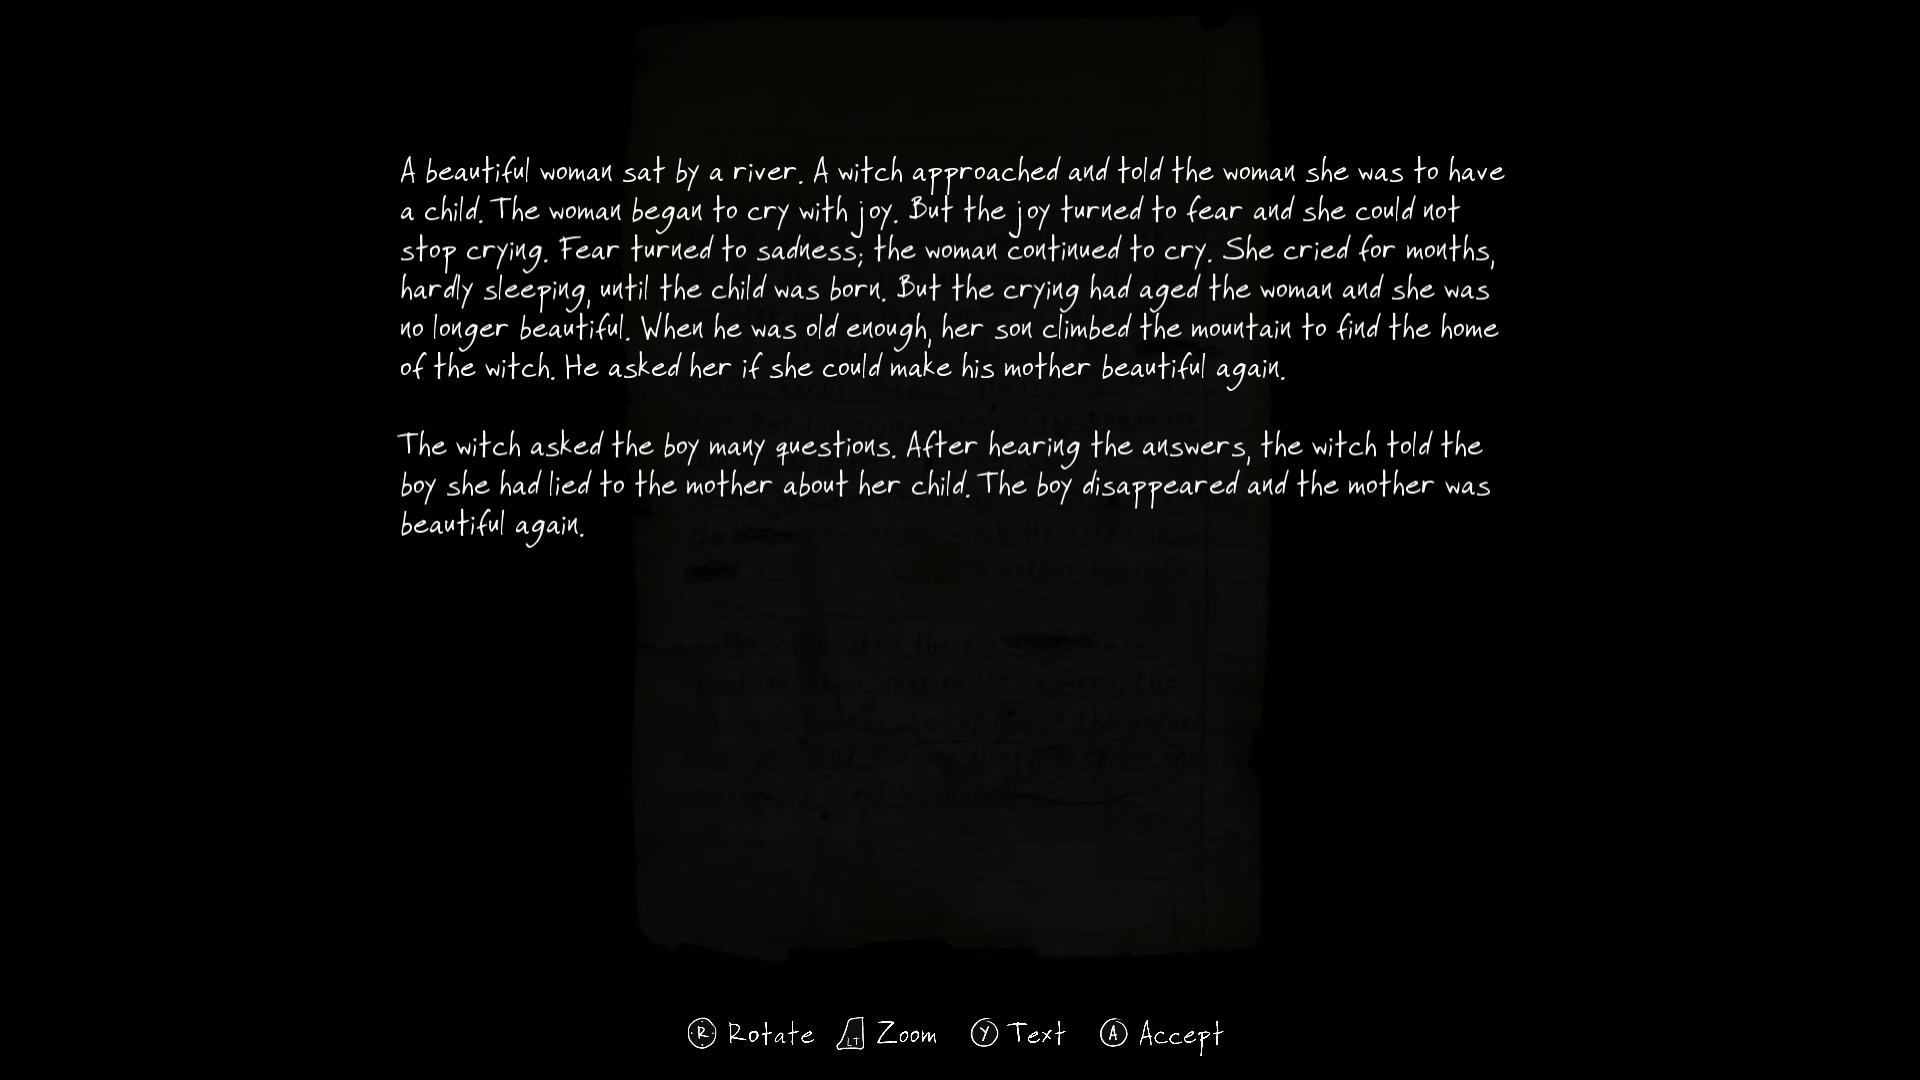 A beautiful woman sat by a river. A witch approached and told the woman she was to have
a child. The woman began to cry with joy. But the joy turned to fear and she could not
stop crying. Fear turned to sadness; the woman continued to cry. She cried for months,
hardly sleeping, until the child was born. But the crying had aged the woman and she was
no longer beautiful. When he was old enough, her son climbed the mountain to find the home
of the witch. He asked her if she could make his mother beautiful again.
The witch asked the boy many questions. After hearing the answers, the witch told the
boy she had lied to the mother about her child. The boy disappeared and the mother was
beautiful again.
R Rotate LT Zoom Y Text A Accept